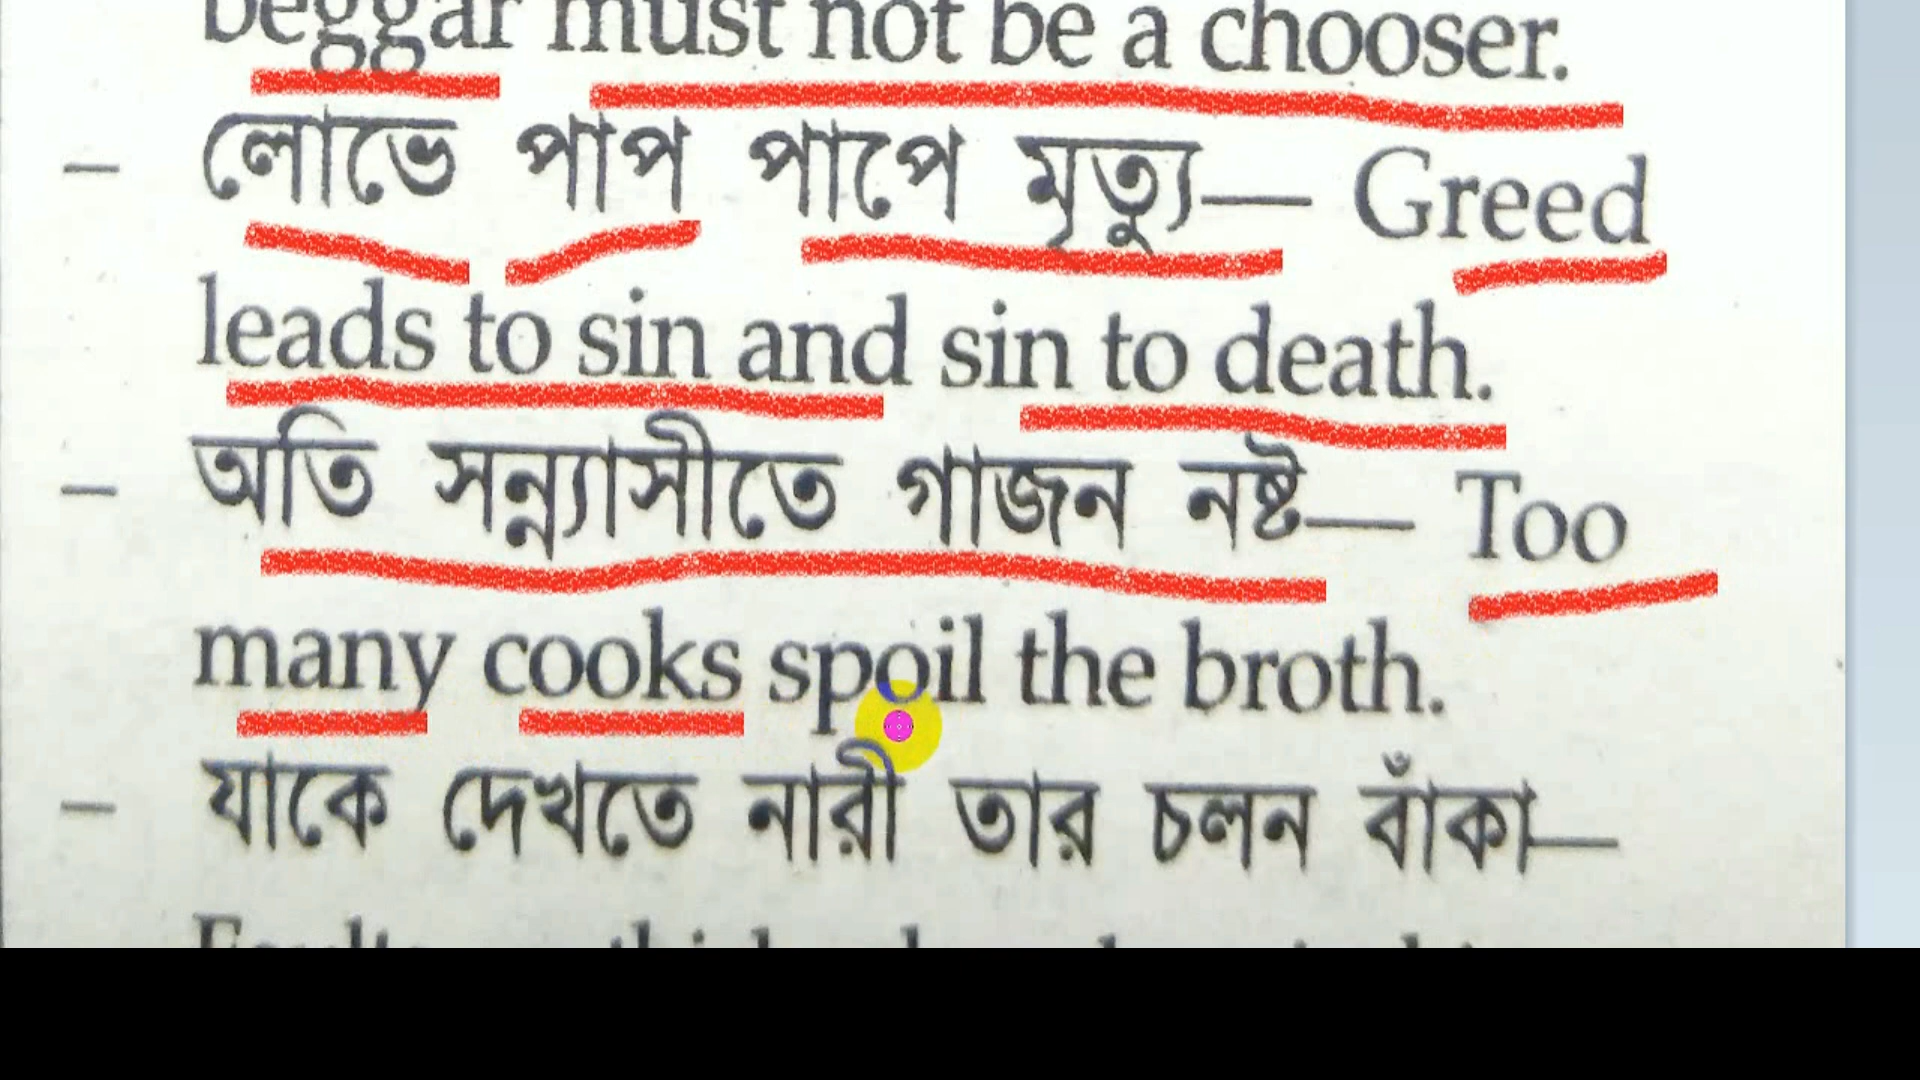 beggar must not be a chooser.
– লোভে পাপ পাপে মৃত্যু— Greed
leads to sin and sin to death.
– অতি সন্ন্যাসীতে গাজন নষ্ট— Too
many cooks spoil the broth.
– যাকে দেখতে নারী তার চলন বাঁকা—